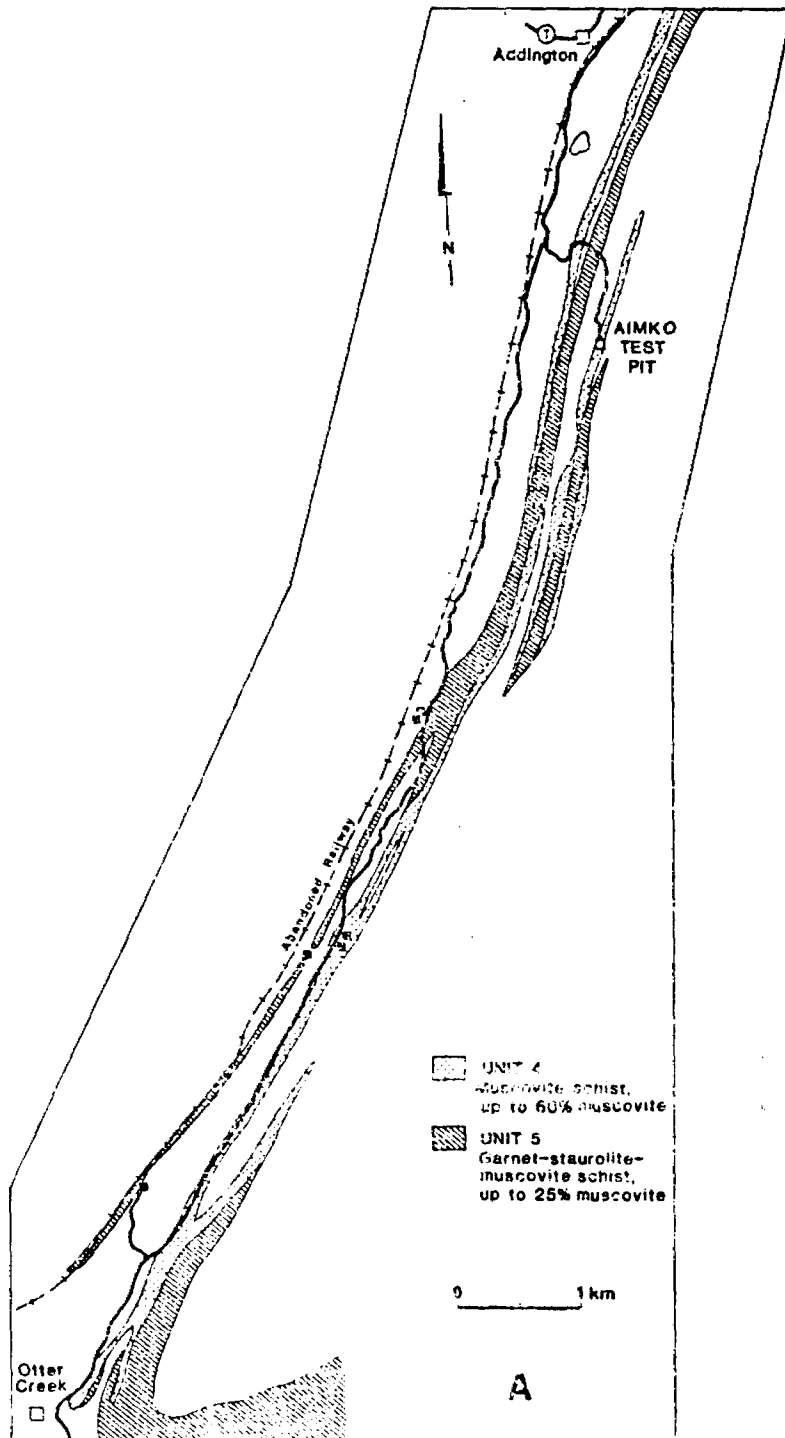 Addington
N
AIMKO
TEST
PIT
Abandoned Railway
UNIT 4
Muscovite schist,
up to 60% muscovite
UNIT 5
Garnet-staurolite-
muscovite schist,
up to 25% muscovite
0 1 km
Otter
Creek
A